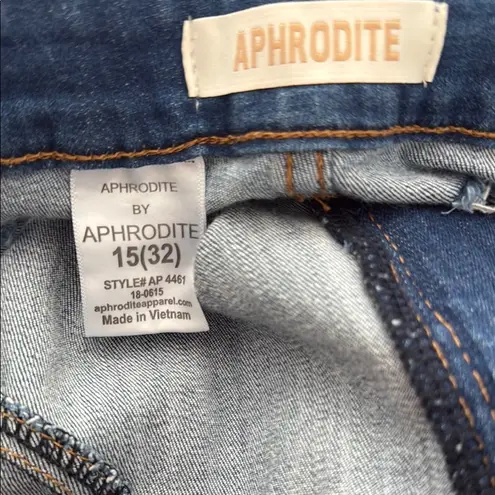 APHRODITE
APHRODITE
BY
APHRODITE
15(32)
STYLE# AP 4461
18-0615
aphroditeapparel.com
Made in Vietnam